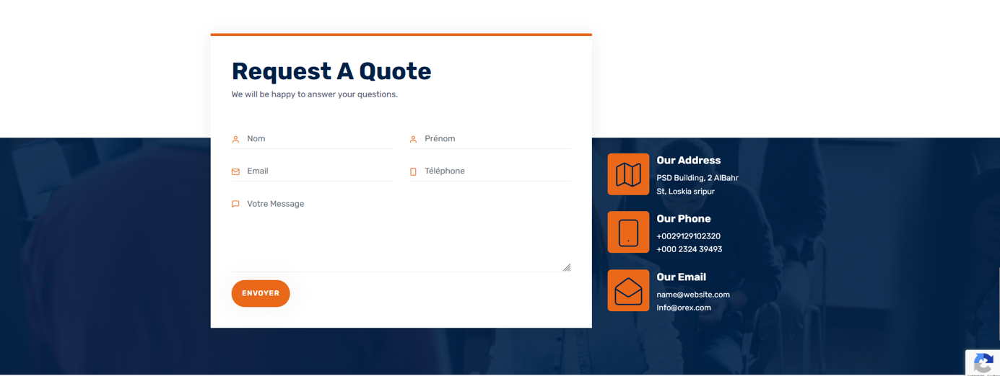 Request A Quote
We will be happy to answer your questions.
Nom
Prénom
Email
Téléphone
Votre Message
ENVOYER
Our Address
PSD Building, 2 AlBahr
St, Loskia sripur
Our Phone
+0029129102320
+000 2324 39493
Our Email
name@website.com
Info@orex.com